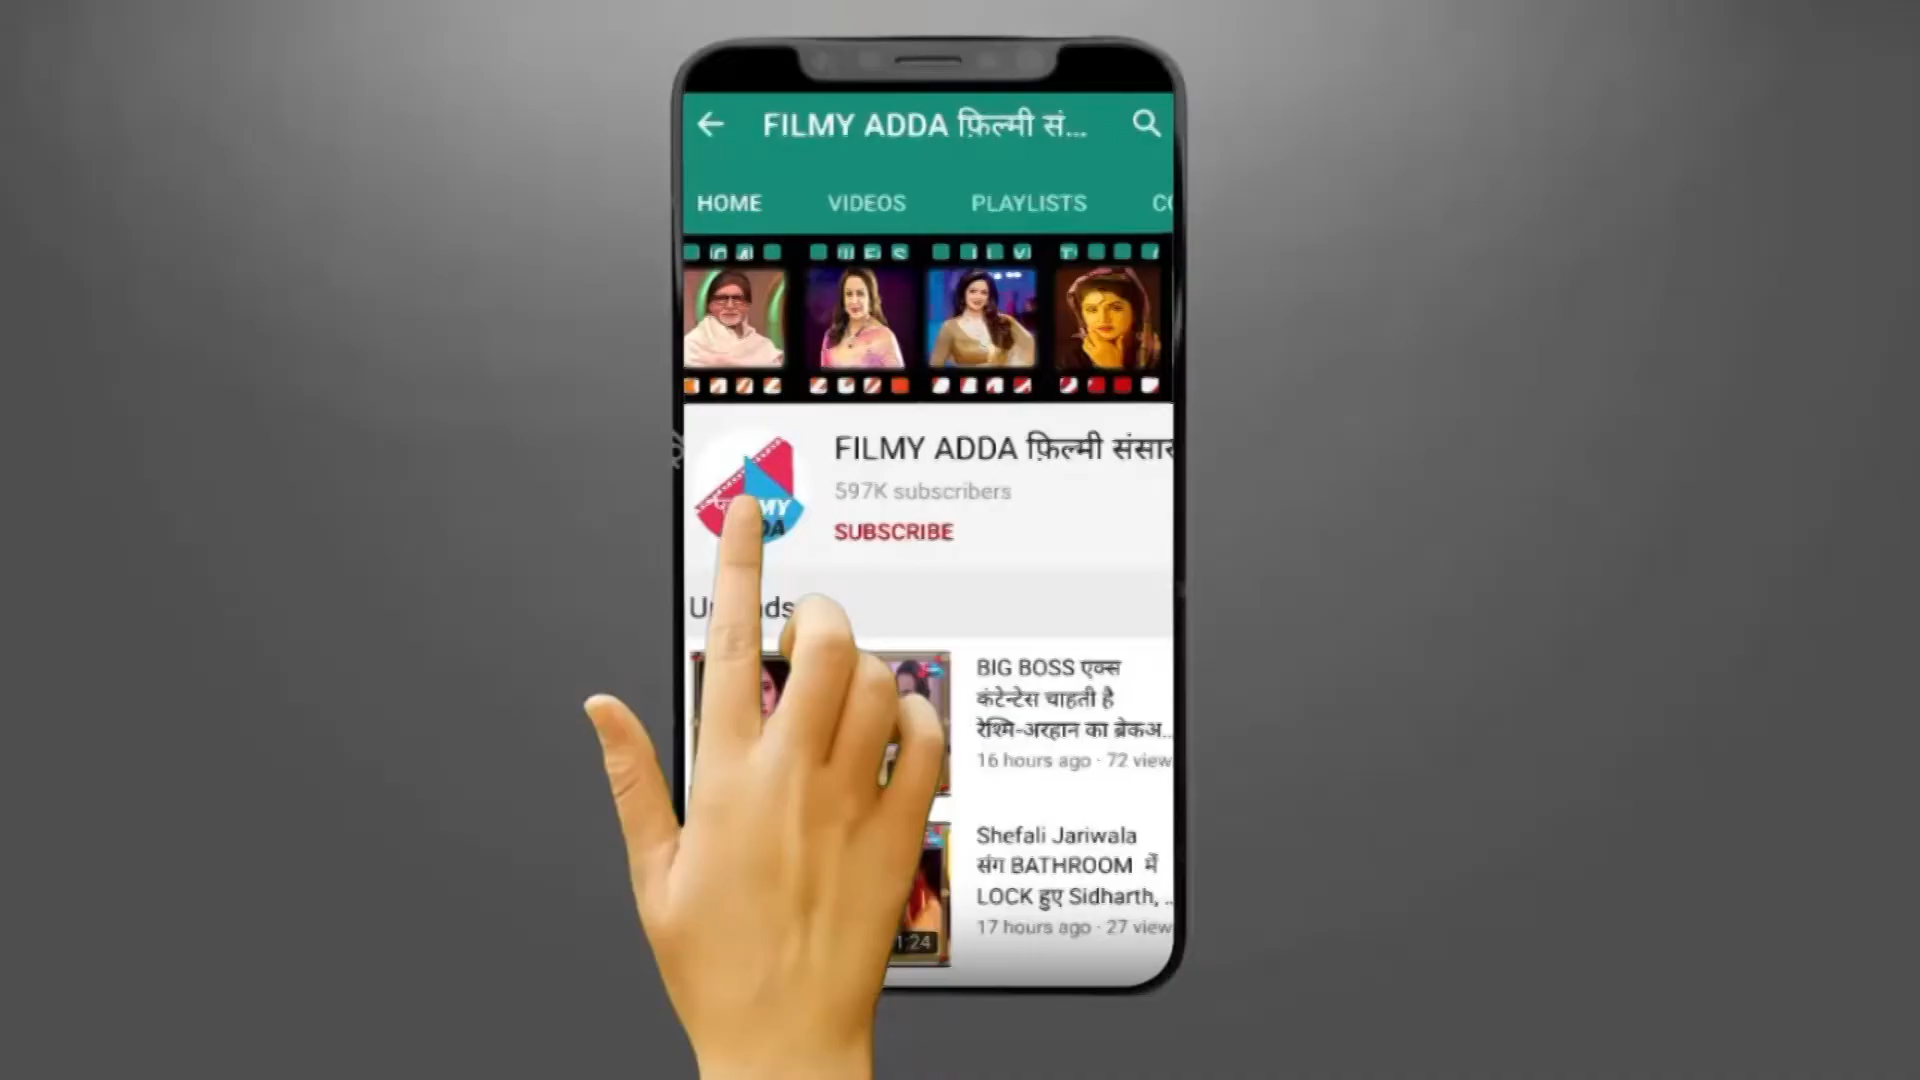 FILMY ADDA फ़िल्मी सं...
HOME VIDEOS PLAYLISTS
FILMY ADDA फ़िल्मी संसार
597K subscribers
SUBSCRIBE
BIG BOSS एक्स
कंटेन्टेस चाहती है
रेश्मि-अरहान का ब्रेकअ...
16 hours ago · 72 view
Shefali Jariwala
संग BATHROOM में
LOCK हुए Sidharth, ..
17 hours ago · 27 view
1:24